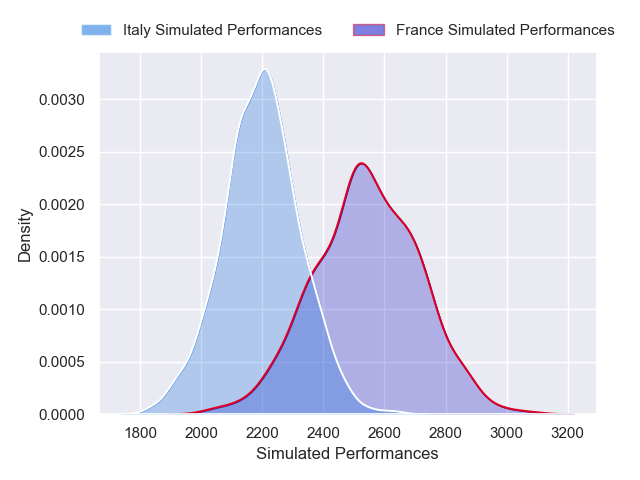 Italy Simulated Performances France Simulated Performances
0.0030
0.0025
0.0020
0.0015
0.0010
0.0005
0.0000
Density
1800 2000 2200 2400 2600 2800 3000 3200
Simulated Performances